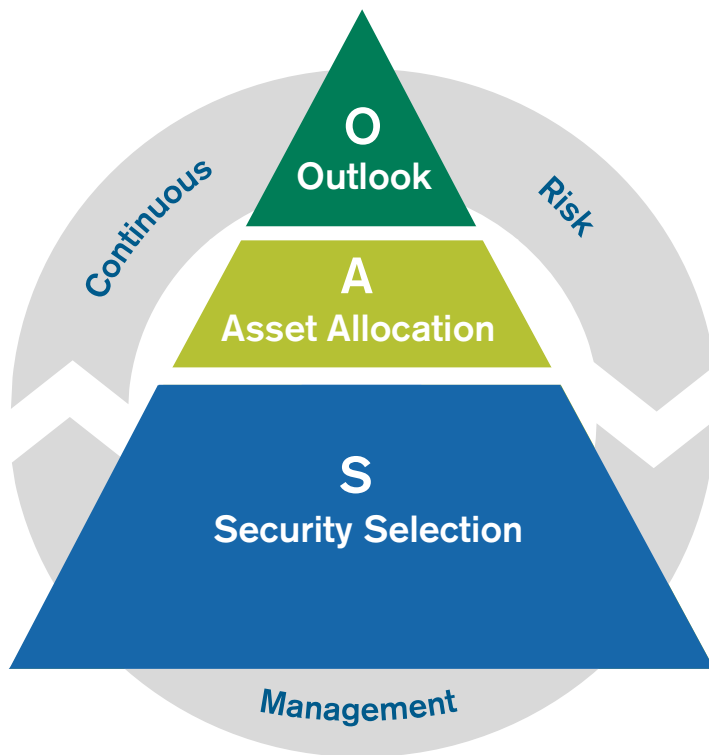 O
Outlook
Continuous
Risk
A
Asset Allocation
S
Security Selection
Management